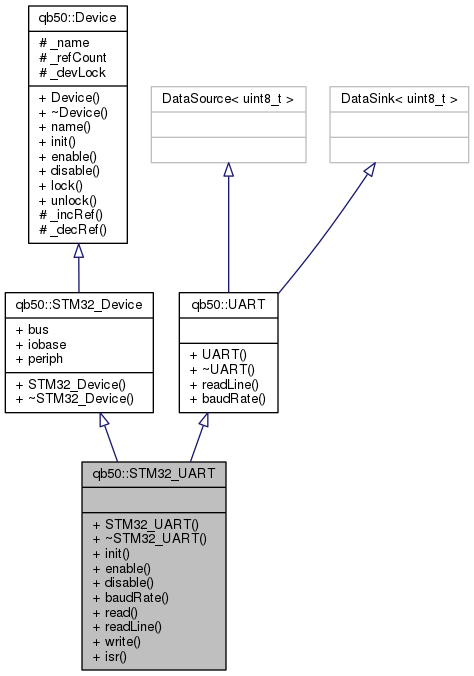 qb50::Device
# _name
# _refCount
# _devLock
+ Device()
+ ~Device()
+ name()
+ init()
+ enable()
+ disable()
+ lock()
+ unlock()
# _incRef()
# _decRef()
DataSource< uint8_t >
DataSink< uint8_t >
qb50::STM32_Device
+ bus
+ iobase
+ periph
+ STM32_Device()
+ ~STM32_Device()
qb50::UART
+ UART()
+ ~UART()
+ readLine()
+ baudRate()
qb50::STM32_UART
+ STM32_UART()
+ ~STM32_UART()
+ init()
+ enable()
+ disable()
+ baudRate()
+ read()
+ readLine()
+ write()
+ isr()